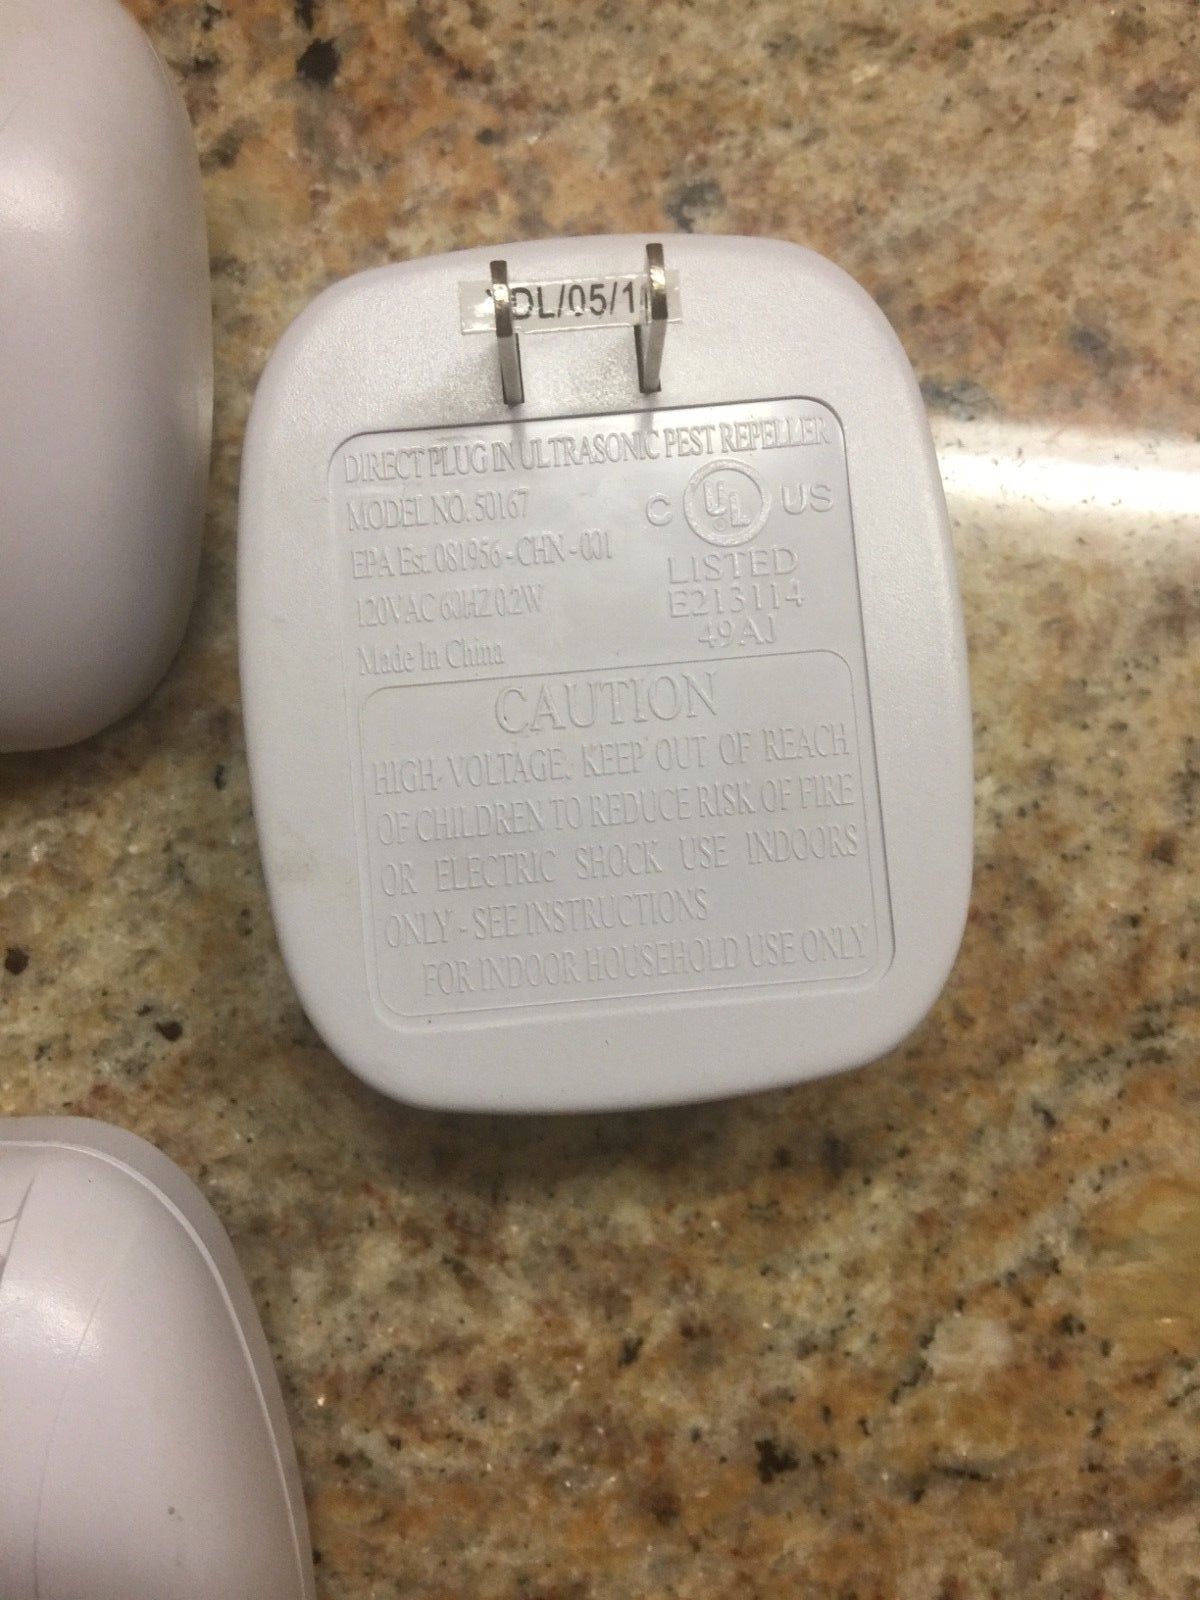 DL/05/1
DIRECT PLUG IN ULTRASONIC PEST REPELLER
MODEL NO. 50167
EPA Est. 081956 - CHN - 001
120VAC 60HZ 0.2W
Made In China
C UL US
LISTED
E213114
49AJ
CAUTION
HIGH- VOLTAGE. KEEP OUT OF REACH
OF CHILDREN TO REDUCE RISK OF FIRE
OR ELECTRIC SHOCK USE INDOORS
ONLY - SEE INSTRUCTIONS
FOR INDOOR HOUSEHOLD USE ONLY